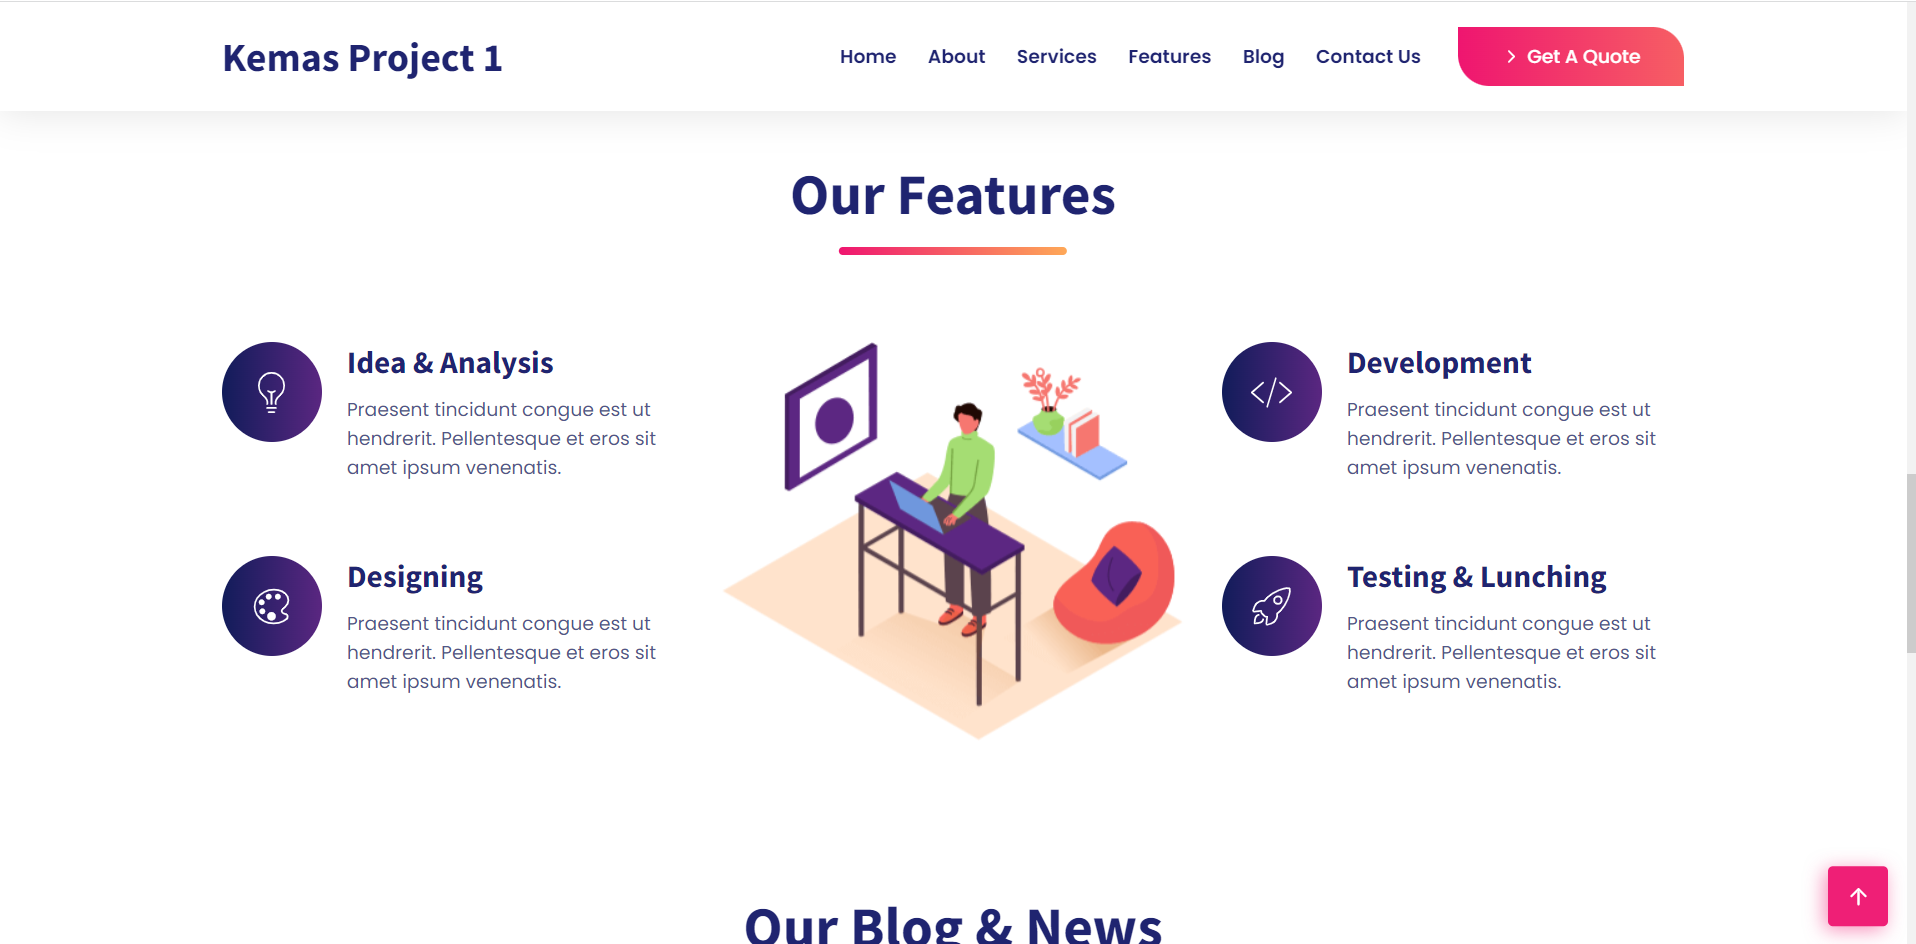 Kemas Project 1
Home
About
Services
Features
Blog
Contact Us
Get A Quote
Our Features
Idea & Analysis
Praesent tincidunt congue est ut
hendrerit. Pellentesque et eros sit
amet ipsum venenatis.
Designing
Praesent tincidunt congue est ut
hendrerit. Pellentesque et eros sit
amet ipsum venenatis.
Development
Praesent tincidunt congue est ut
hendrerit. Pellentesque et eros sit
amet ipsum venenatis.
Testing & Lunching
Praesent tincidunt congue est ut
hendrerit. Pellentesque et eros sit
amet ipsum venenatis.
Our Blog & News